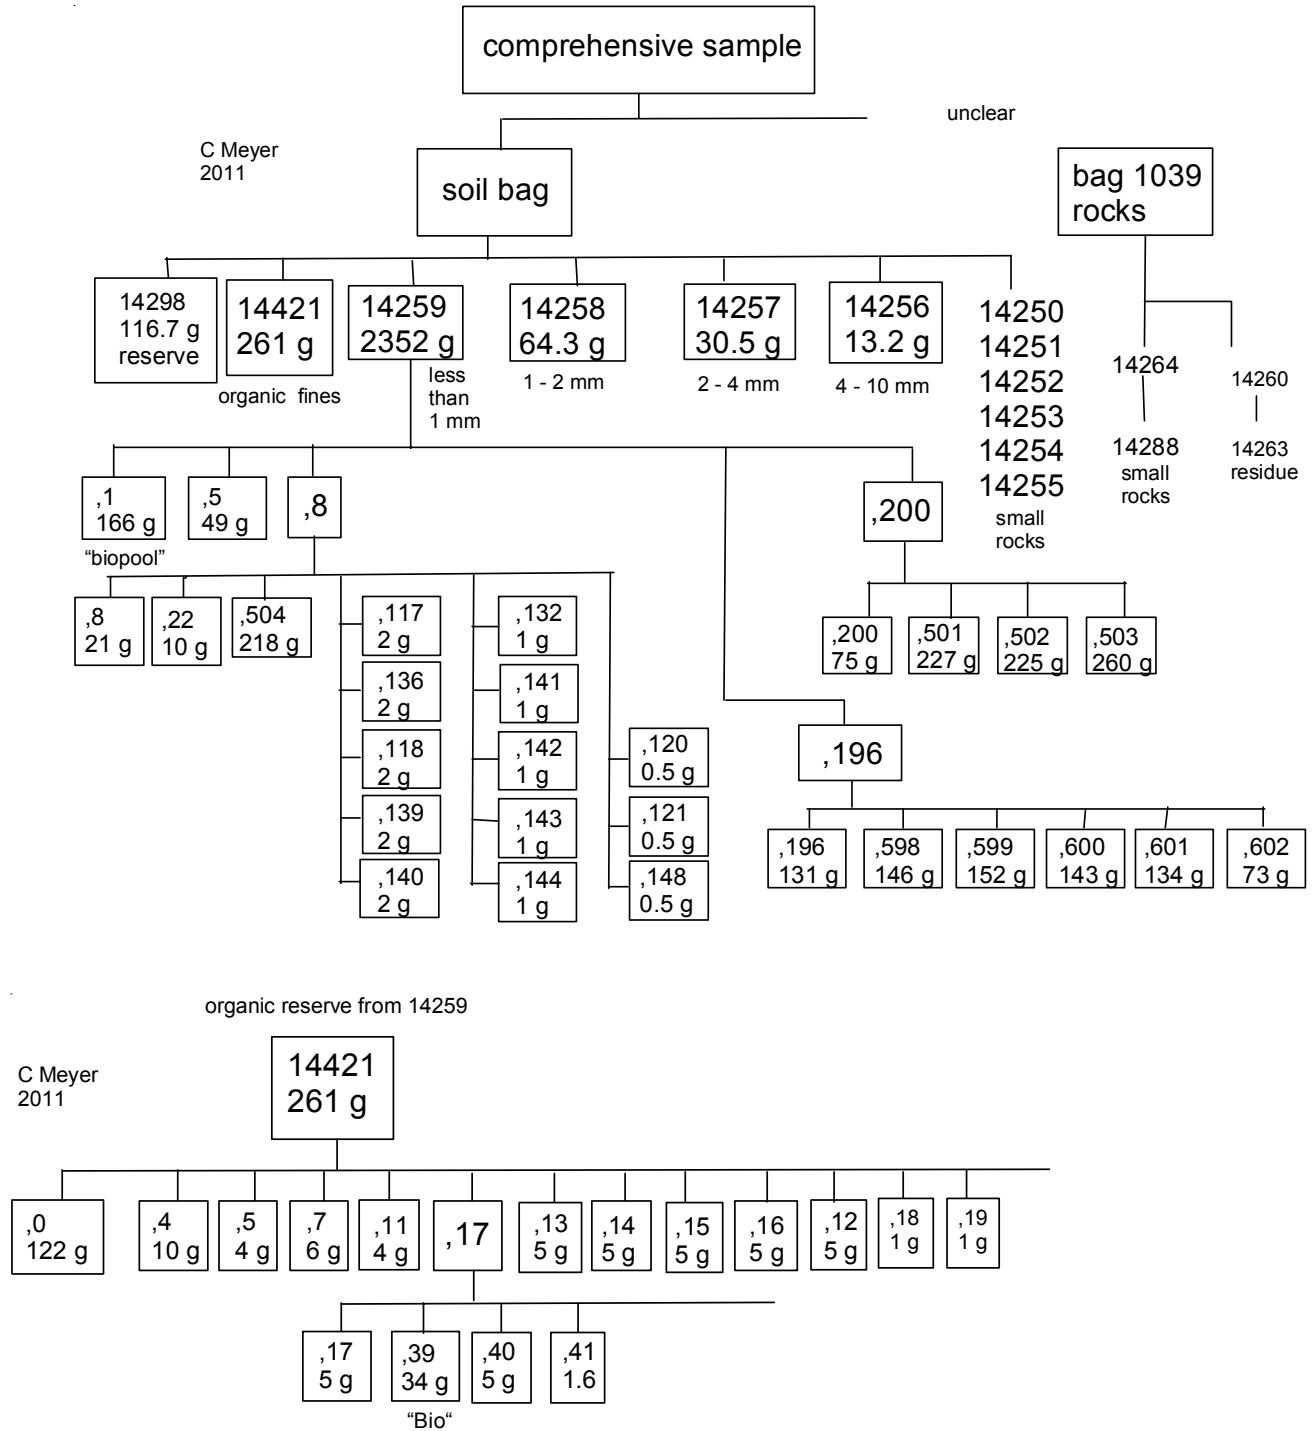 comprehensive sample
unclear
C Meyer
2011
soil bag
bag 1039
rocks
14298
116.7 g
reserve
14421
261 g
organic fines
14259
2352 g
less
than
1 mm
14258
64.3 g
1 - 2 mm
14257
30.5 g
2 - 4 mm
14256
13.2 g
4 - 10 mm
14250
14251
14252
14253
14254
14255
small
rocks
14264
14288
small
rocks
14260
14263
residue
,1
166 g
"biopool"
,5
49 g
,8
,200
,8
21 g
,22
10 g
,504
218 g
,117
2 g
,136
2 g
,118
2 g
,139
2 g
,140
2 g
,132
1 g
,141
1 g
,142
1 g
,143
1 g
,144
1 g
,120
0.5 g
,121
0.5 g
,148
0.5 g
,200
75 g
,501
227 g
,502
225 g
,503
260 g
,196
,196
131 g
,598
146 g
,599
152 g
,600
143 g
,601
134 g
,602
73 g
organic reserve from 14259
C Meyer
2011
14421
261 g
,0
122 g
,4
10 g
,5
4 g
,7
6 g
,11
4 g
,17
,13
5 g
,14
5 g
,15
5 g
,16
5 g
,12
5 g
,18
1 g
,19
1 g
,17
5 g
,39
34 g
"Bio"
,40
5 g
,41
1.6